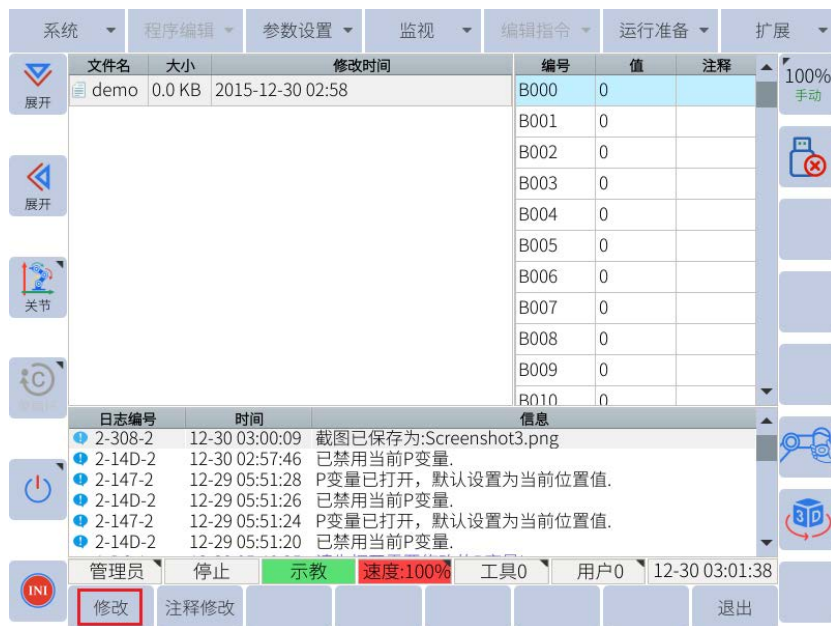 系统 程序编辑 参数设置 监视 编辑指令 运行准备 扩展
文件名 大小 修改时间 编号 值 注释
demo 0.0 KB 2015-12-30 02:58 B000 0
100%
手动
展开
B001 0
B002 0
B003 0
展开
B004 0
B005 0
B006 0
关节
B007 0
B008 0
B009 0
B010 0
日志编号 时间 信息
2-308-2 12-30 03:00:09 截图已保存为:Screenshot3.png
2-14D-2 12-30 02:57:46 已禁用当前P变量.
2-147-2 12-29 05:51:28 P变量已打开，默认设置为当前位置值.
2-14D-2 12-29 05:51:26 已禁用当前P变量.
2-147-2 12-29 05:51:24 P变量已打开，默认设置为当前位置值.
2-14D-2 12-29 05:51:20 已禁用当前P变量.
3D
管理员 停止 示教 速度:100% 工具0 用户0 12-30 03:01:38
INI
修改 注释修改 退出